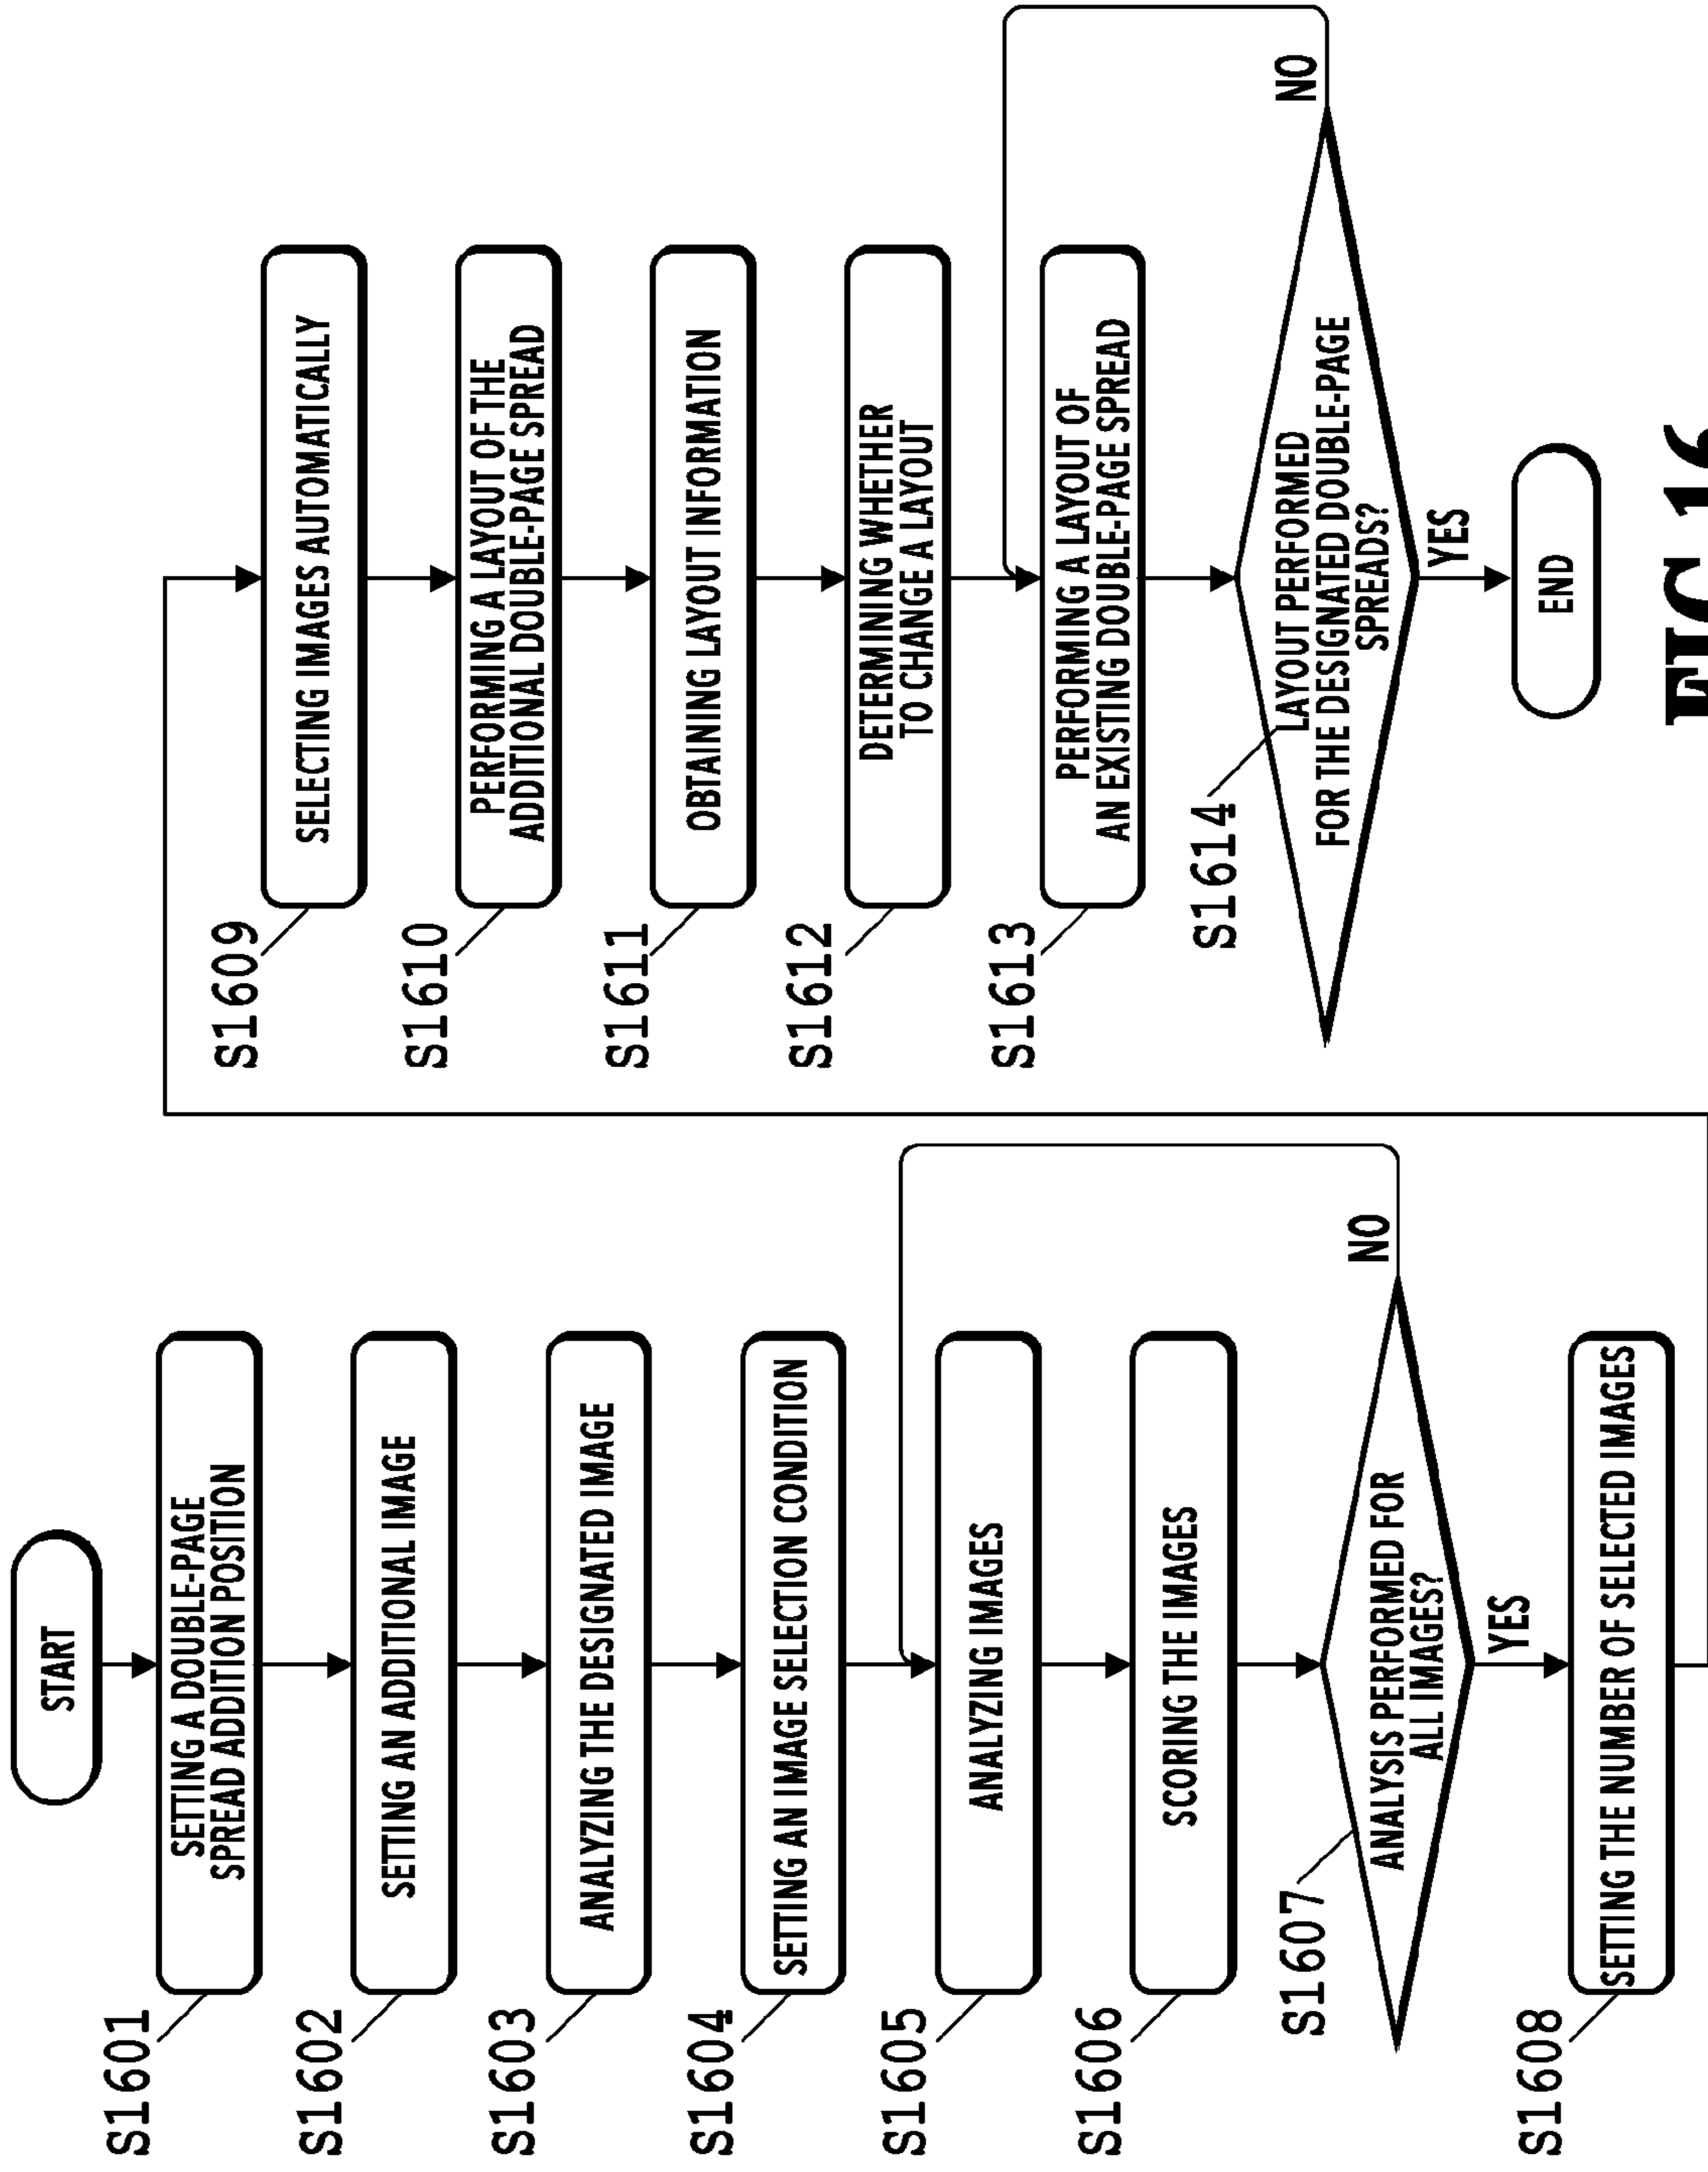 START
S1601
SETTING A DOUBLE-PAGE
SPREAD ADDITION POSITION
S1602
SETTING AN ADDITIONAL IMAGE
S1603
ANALYZING THE DESIGNATED IMAGE
S1604
SETTING AN IMAGE SELECTION CONDITION
S1605
ANALYZING IMAGES
S1606
SCORING THE IMAGES
S1607
ANALYSIS PERFORMED FOR
ALL IMAGES?
NO
YES
S1608
SETTING THE NUMBER OF SELECTED IMAGES
S1609
SELECTING IMAGES AUTOMATICALLY
S1610
PERFORMING A LAYOUT OF THE
ADDITIONAL DOUBLE-PAGE SPREAD
S1611
OBTAINING LAYOUT INFORMATION
S1612
DETERMINING WHETHER
TO CHANGE A LAYOUT
S1613
PERFORMING A LAYOUT OF
AN EXISTING DOUBLE-PAGE SPREAD
S1614
LAYOUT PERFORMED
FOR THE DESIGNATED DOUBLE-PAGE
SPREADS?
NO
YES
END
FIG.16